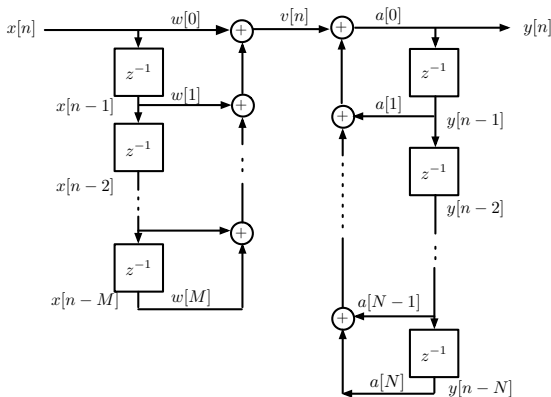 x[n] w[0] + v[n] + a[0] y[n]
z⁻¹ z⁻¹
x[n − 1] w[1] + + a[1] y[n − 1]
z⁻¹ z⁻¹
x[n − 2] y[n − 2]
+
z⁻¹
x[n − M] w[M] + a[N − 1]
z⁻¹
a[N] y[n − N]